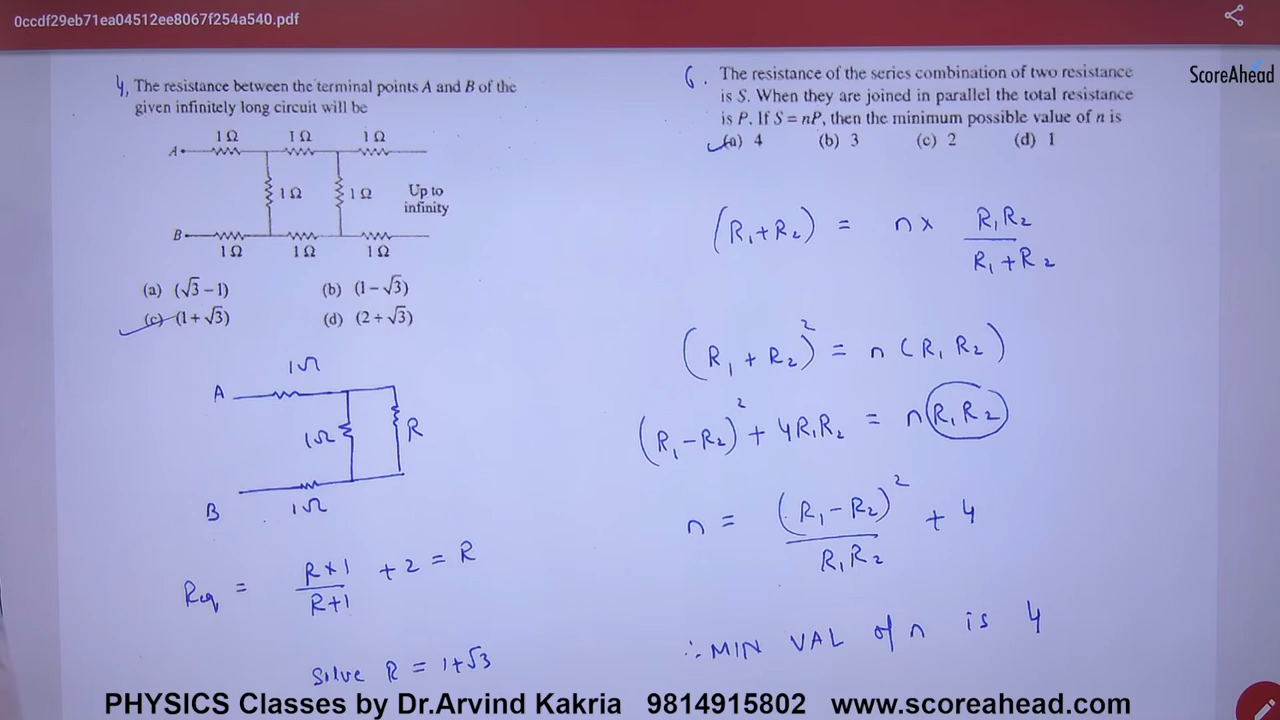 0ccdf29eb71ea04512ee8067f254a540.pdf
ScoreAhead
4, The resistance between the terminal points A and B of the
given infinitely long circuit will be
1 Ω 1 Ω 1 Ω
A
1 Ω 1 Ω Up to
infinity
B
1 Ω 1 Ω 1 Ω
(a) (√3 − 1) (b) (1 − √3)
(c) (1 + √3) (d) (2 + √3)
1Ω
A
1Ω R
B 1Ω
Req = R×1/R+1 + 2 = R
Solve R = 1+√3
6. The resistance of the series combination of two resistance
is S. When they are joined in parallel the total resistance
is P. If S = nP, then the minimum possible value of n is
(a) 4 (b) 3 (c) 2 (d) 1
(R₁+R₂) = n × R₁R₂/R₁+R₂
(R₁ + R₂)² = n (R₁ R₂)
(R₁−R₂)² + 4R₁R₂ = n R₁R₂
n = (R₁−R₂)²/R₁R₂ + 4
∴ MIN VAL of n is 4
PHYSICS Classes by Dr.Arvind Kakria 9814915802 www.scoreahead.com